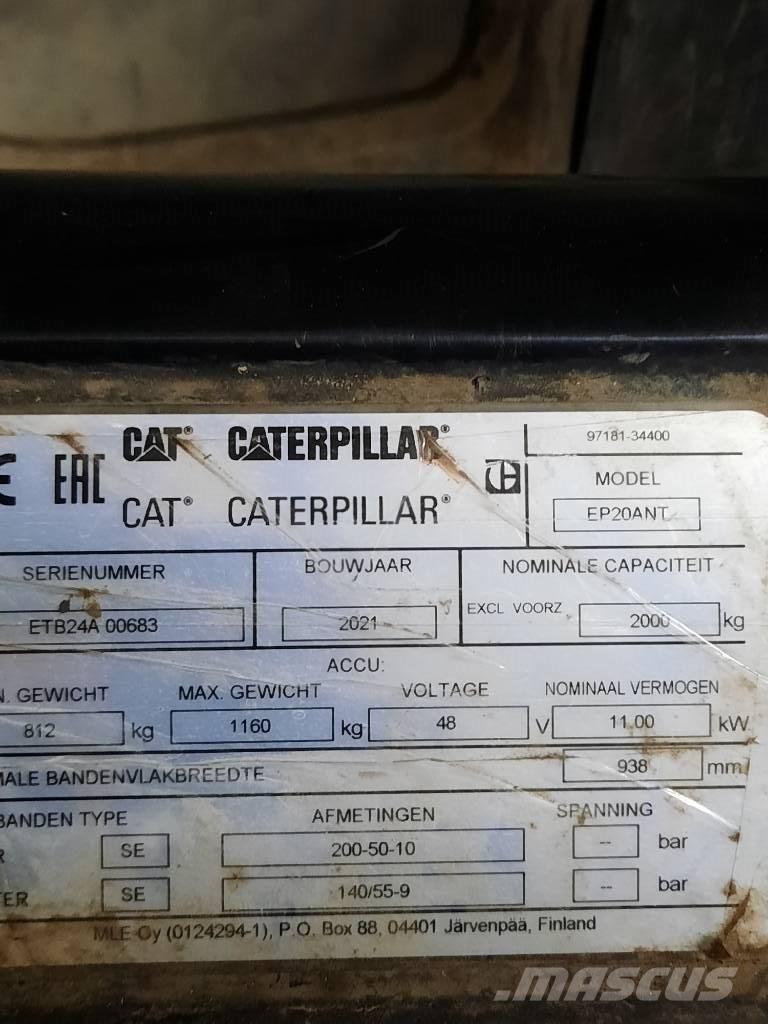 CAT® CATERPILLAR® 97181-34400
EAC
CAT® CATERPILLAR®
MODEL
EP20ANT
SERIENUMMER BOUWJAAR NOMINALE CAPACITEIT
ETB24A 00683 2021 EXCL VOORZ 2000 kg
ACCU:
N. GEWICHT MAX. GEWICHT VOLTAGE NOMINAAL VERMOGEN
812 kg 1160 kg 48 V 11.00 kW
MALE BANDENVLAKBREEDTE 938 mm
BANDEN TYPE AFMETINGEN SPANNING
R SE 200-50-10 -- bar
TER SE 140/55-9 -- bar
MLE Oy (0124294-1), P.O. Box 88, 04401 Järvenpää, Finland
MASCUS